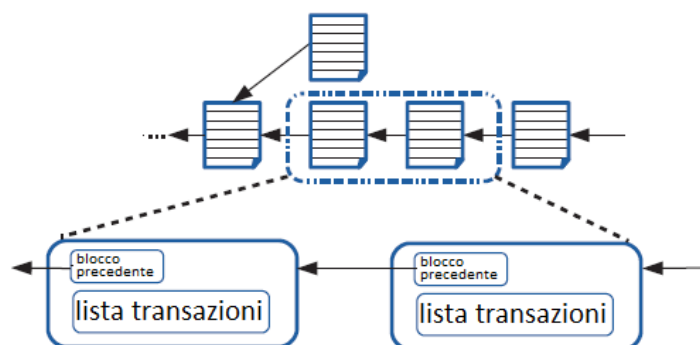 blocco
precedente
lista transazioni
blocco
precedente
lista transazioni